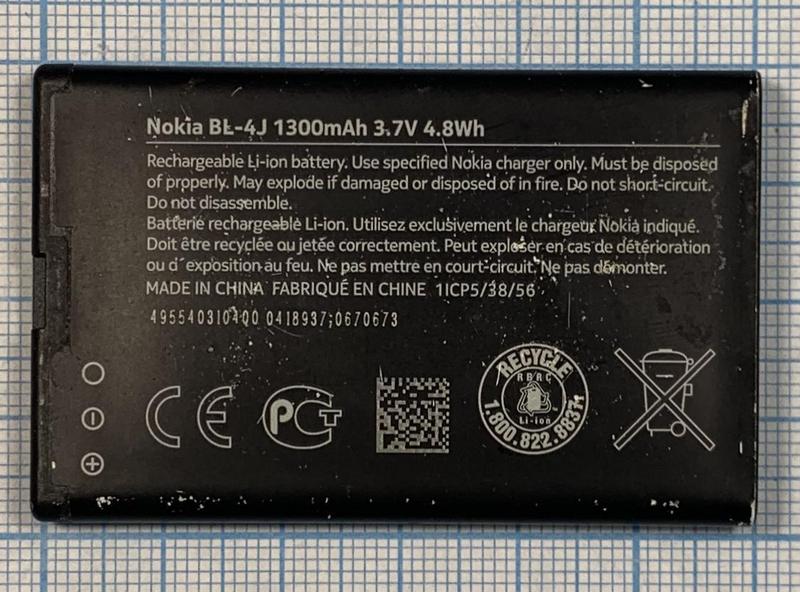 Nokia BL-4J 1300mAh 3.7V 4.8Wh
Rechargeable Li-ion battery. Use specified Nokia charger only. Must be disposed
of properly. May explode if damaged or disposed of in fire. Do not short-circuit.
Do not disassemble.
Batterie rechargeable Li-ion. Utilisez exclusivement le chargeur Nokia indiqué.
Doit être recyclée ou jetée correctement. Peut exploser en cas de détérioration
ou d´exposition au feu. Ne pas mettre en court-circuit. Ne pas démonter.
MADE IN CHINA FABRIQUÉ EN CHINE 1ICP5/38/56
495540310400 0418937;0670673
CE
PCT
RECYCLE
RBRC
Li-ion
1.800.822.8837